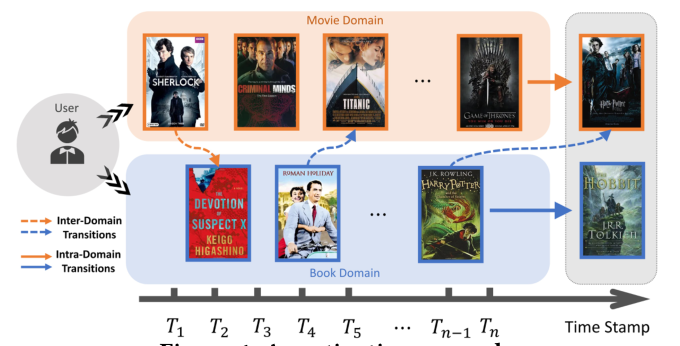 Movie Domain
User
SHERLOCK
CRIMINAL MINDS
TITANIC
...
GAME OF THRONES
Harry Potter
THE
DEVOTION
OF
SUSPECT X
KEIGO
HIGASHINO
ROMAN HOLIDAY
...
J.K. ROWLING
HARRY POTTER
THE
HOBBIT
J.R.R.
TOLKIEN
Inter-Domain
Transitions
Intra-Domain
Transitions
Book Domain
T1 T2 T3 T4 T5 ... Tn−1 Tn Time Stamp